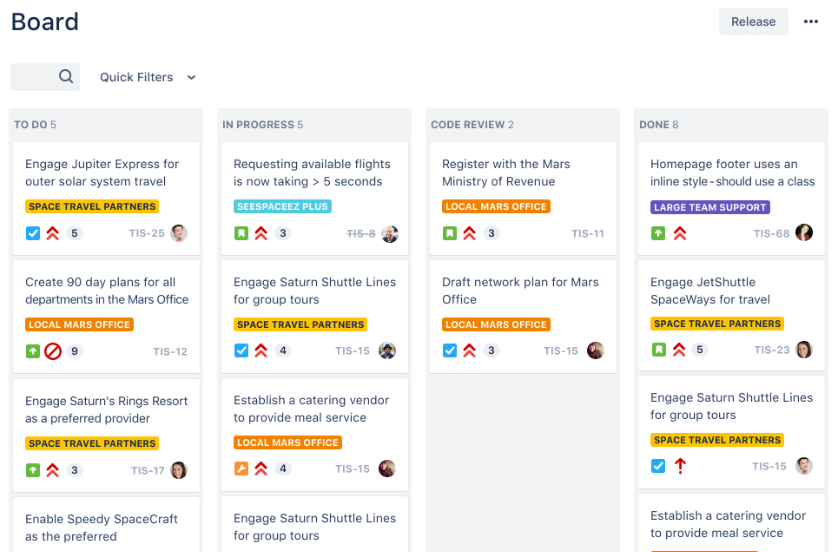 Board
Release
Quick Filters
TO DO 5
Engage Jupiter Express for
outer solar system travel
SPACE TRAVEL PARTNERS
5
TIS-25
Create 90 day plans for all
departments in the Mars Office
LOCAL MARS OFFICE
9
TIS-12
Engage Saturn's Rings Resort
as a preferred provider
SPACE TRAVEL PARTNERS
3
TIS-17
Enable Speedy SpaceCraft
as the preferred
IN PROGRESS 5
Requesting available flights
is now taking > 5 seconds
SEESPACEEZ PLUS
3
TIS-8
Engage Saturn Shuttle Lines
for group tours
SPACE TRAVEL PARTNERS
4
TIS-15
Establish a catering vendor
to provide meal service
LOCAL MARS OFFICE
4
TIS-15
Engage Saturn Shuttle Lines
for group tours
CODE REVIEW 2
Register with the Mars
Ministry of Revenue
LOCAL MARS OFFICE
3
TIS-11
Draft network plan for Mars
Office
LOCAL MARS OFFICE
3
TIS-15
DONE 8
Homepage footer uses an
inline style-should use a class
LARGE TEAM SUPPORT
TIS-68
Engage JetShuttle
SpaceWays for travel
SPACE TRAVEL PARTNERS
5
TIS-23
Engage Saturn Shuttle Lines
for group tours
SPACE TRAVEL PARTNERS
TIS-15
Establish a catering vendor
to provide meal service